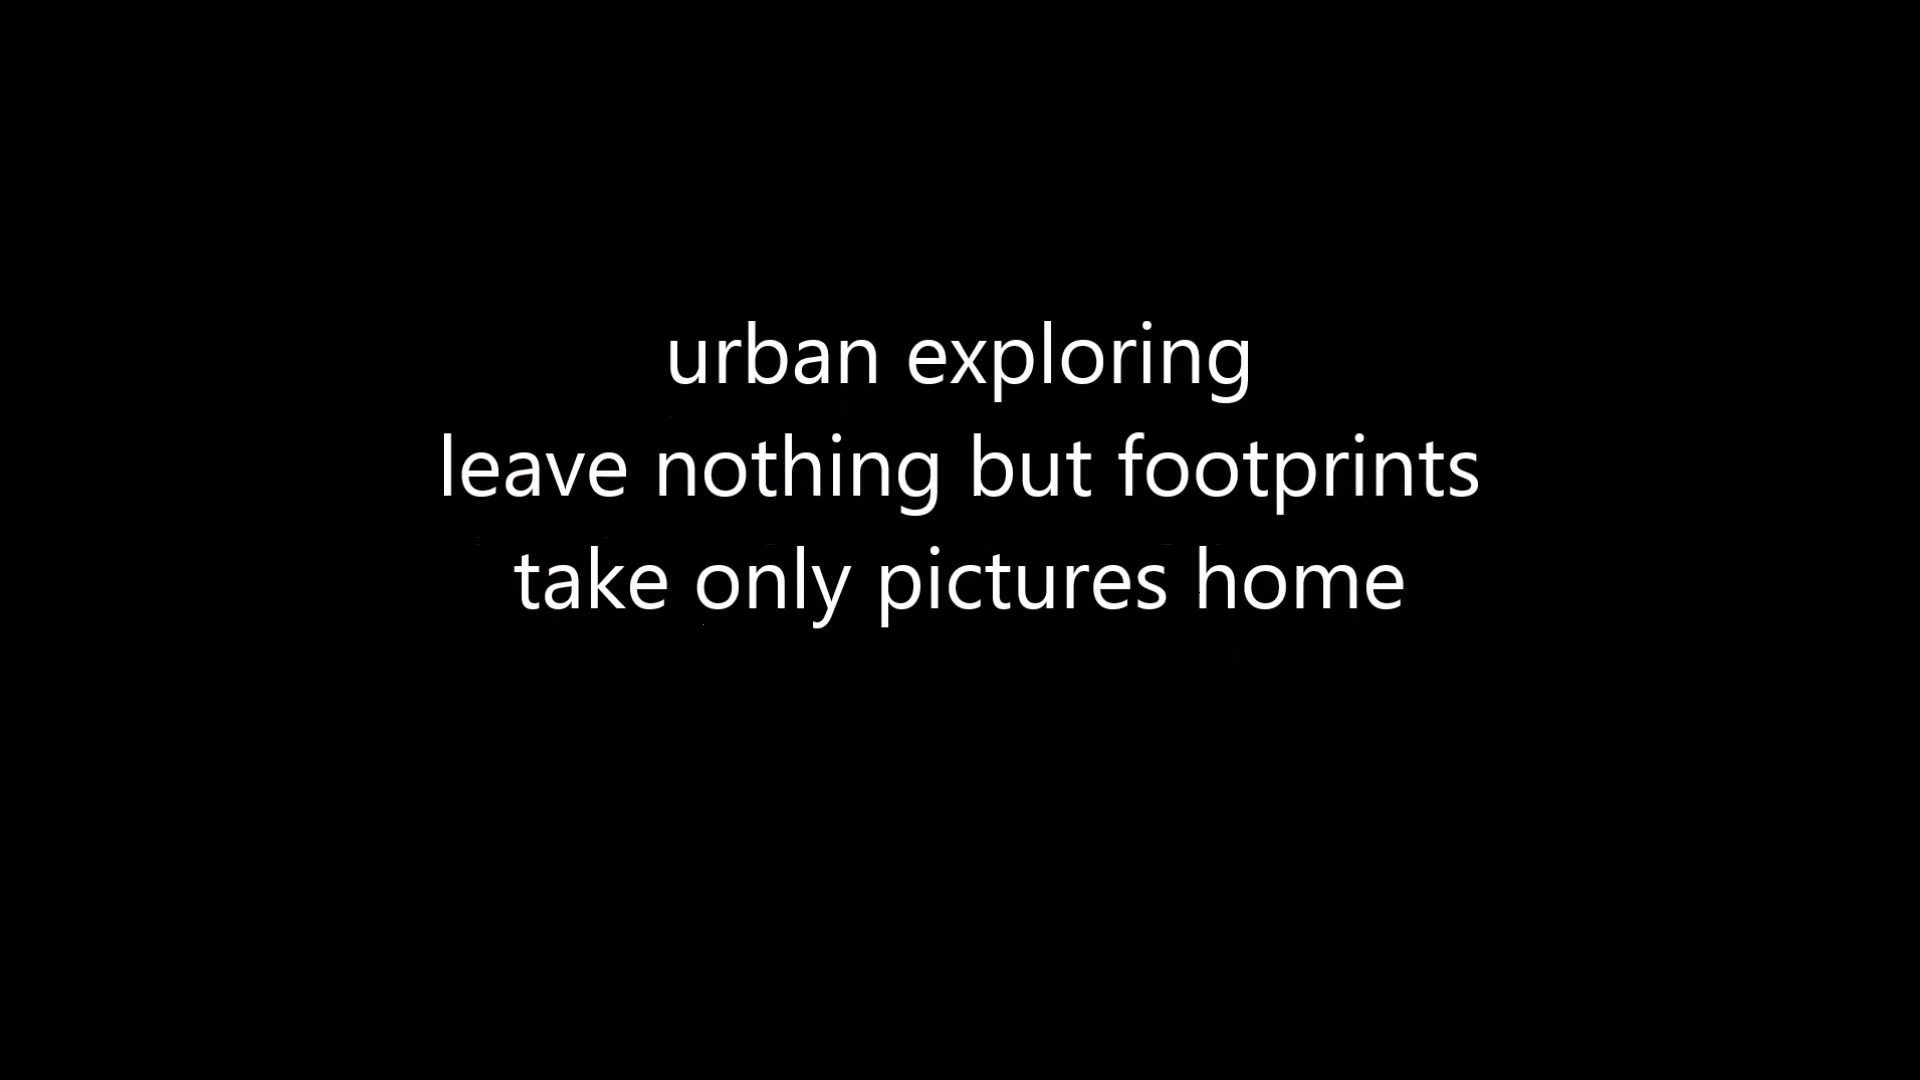 urban exploring
leave nothing but footprints
take only pictures home